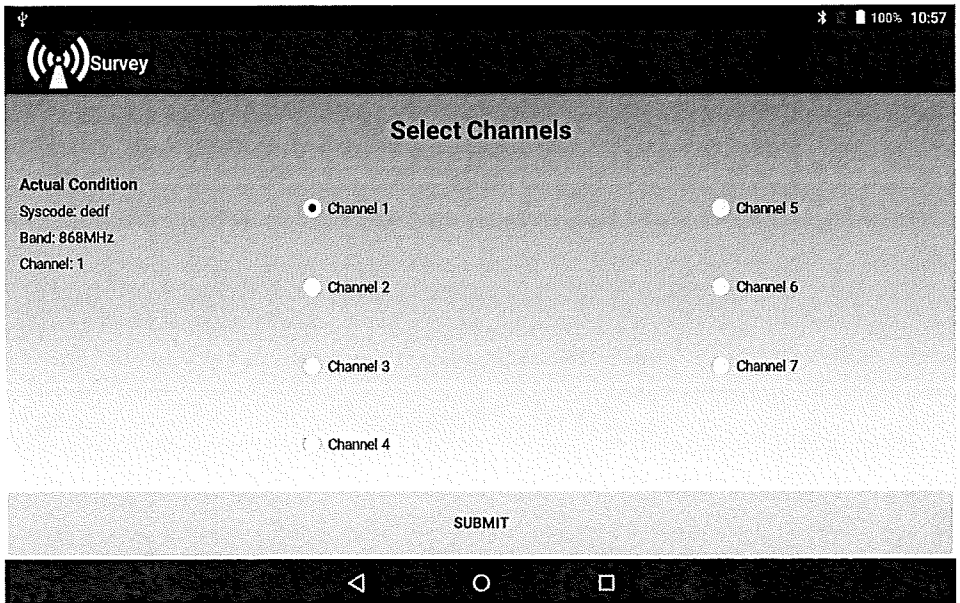 100% 10:57
Survey
Select Channels
Actual Condition
Syscode: dedf
Band: 868MHz
Channel: 1
Channel 1
Channel 2
Channel 3
Channel 4
Channel 5
Channel 6
Channel 7
SUBMIT